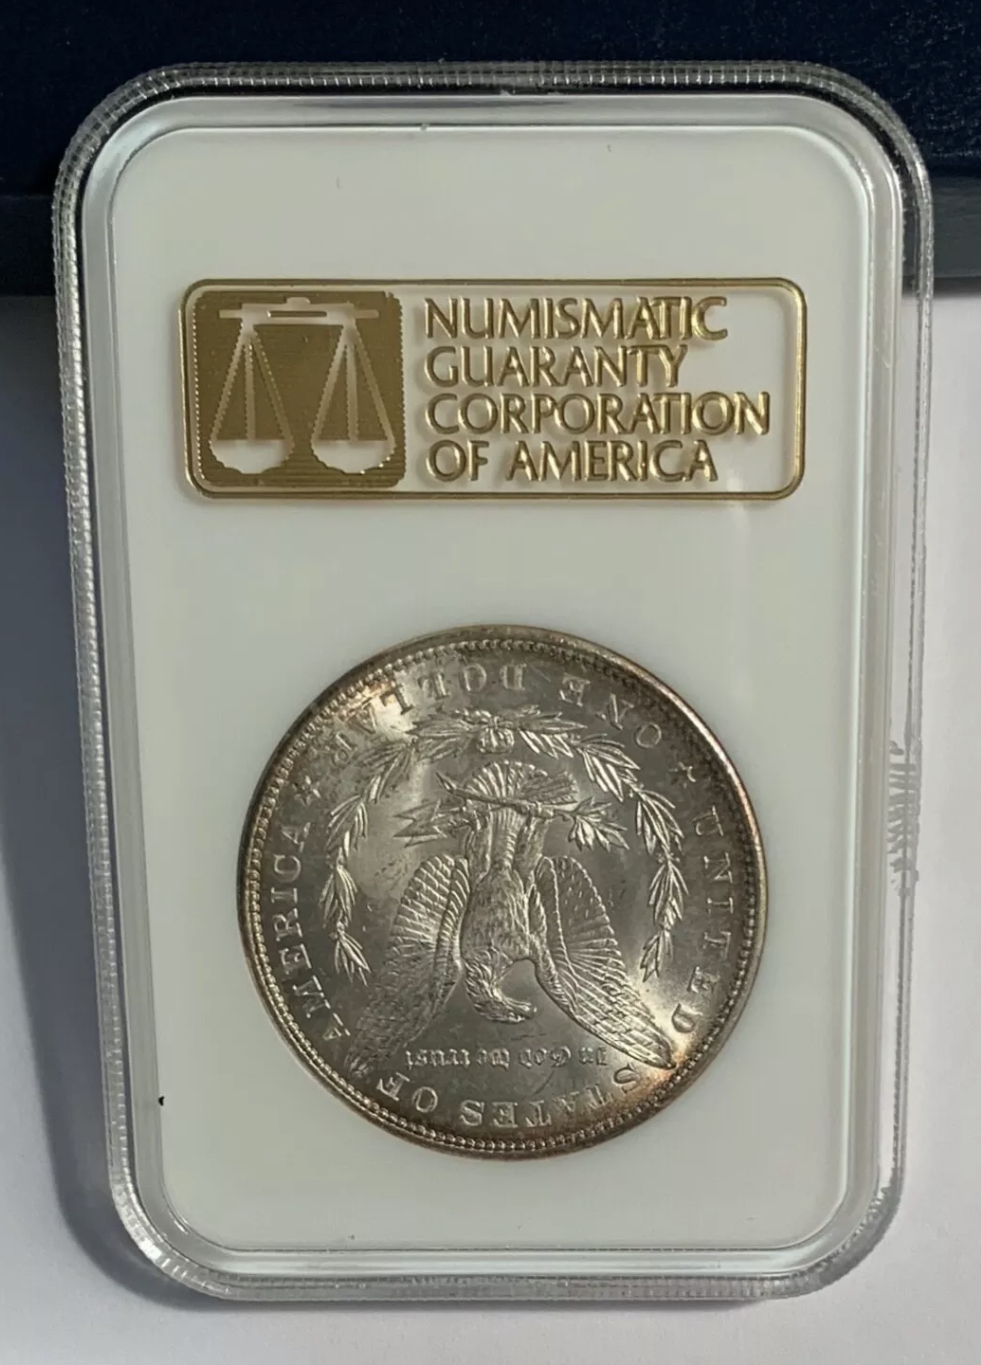 NUMISMATIC
GUARANTY
CORPORATION
OF AMERICA
UNITED STATES OF AMERICA
In God we trust
ONE DOLLAR